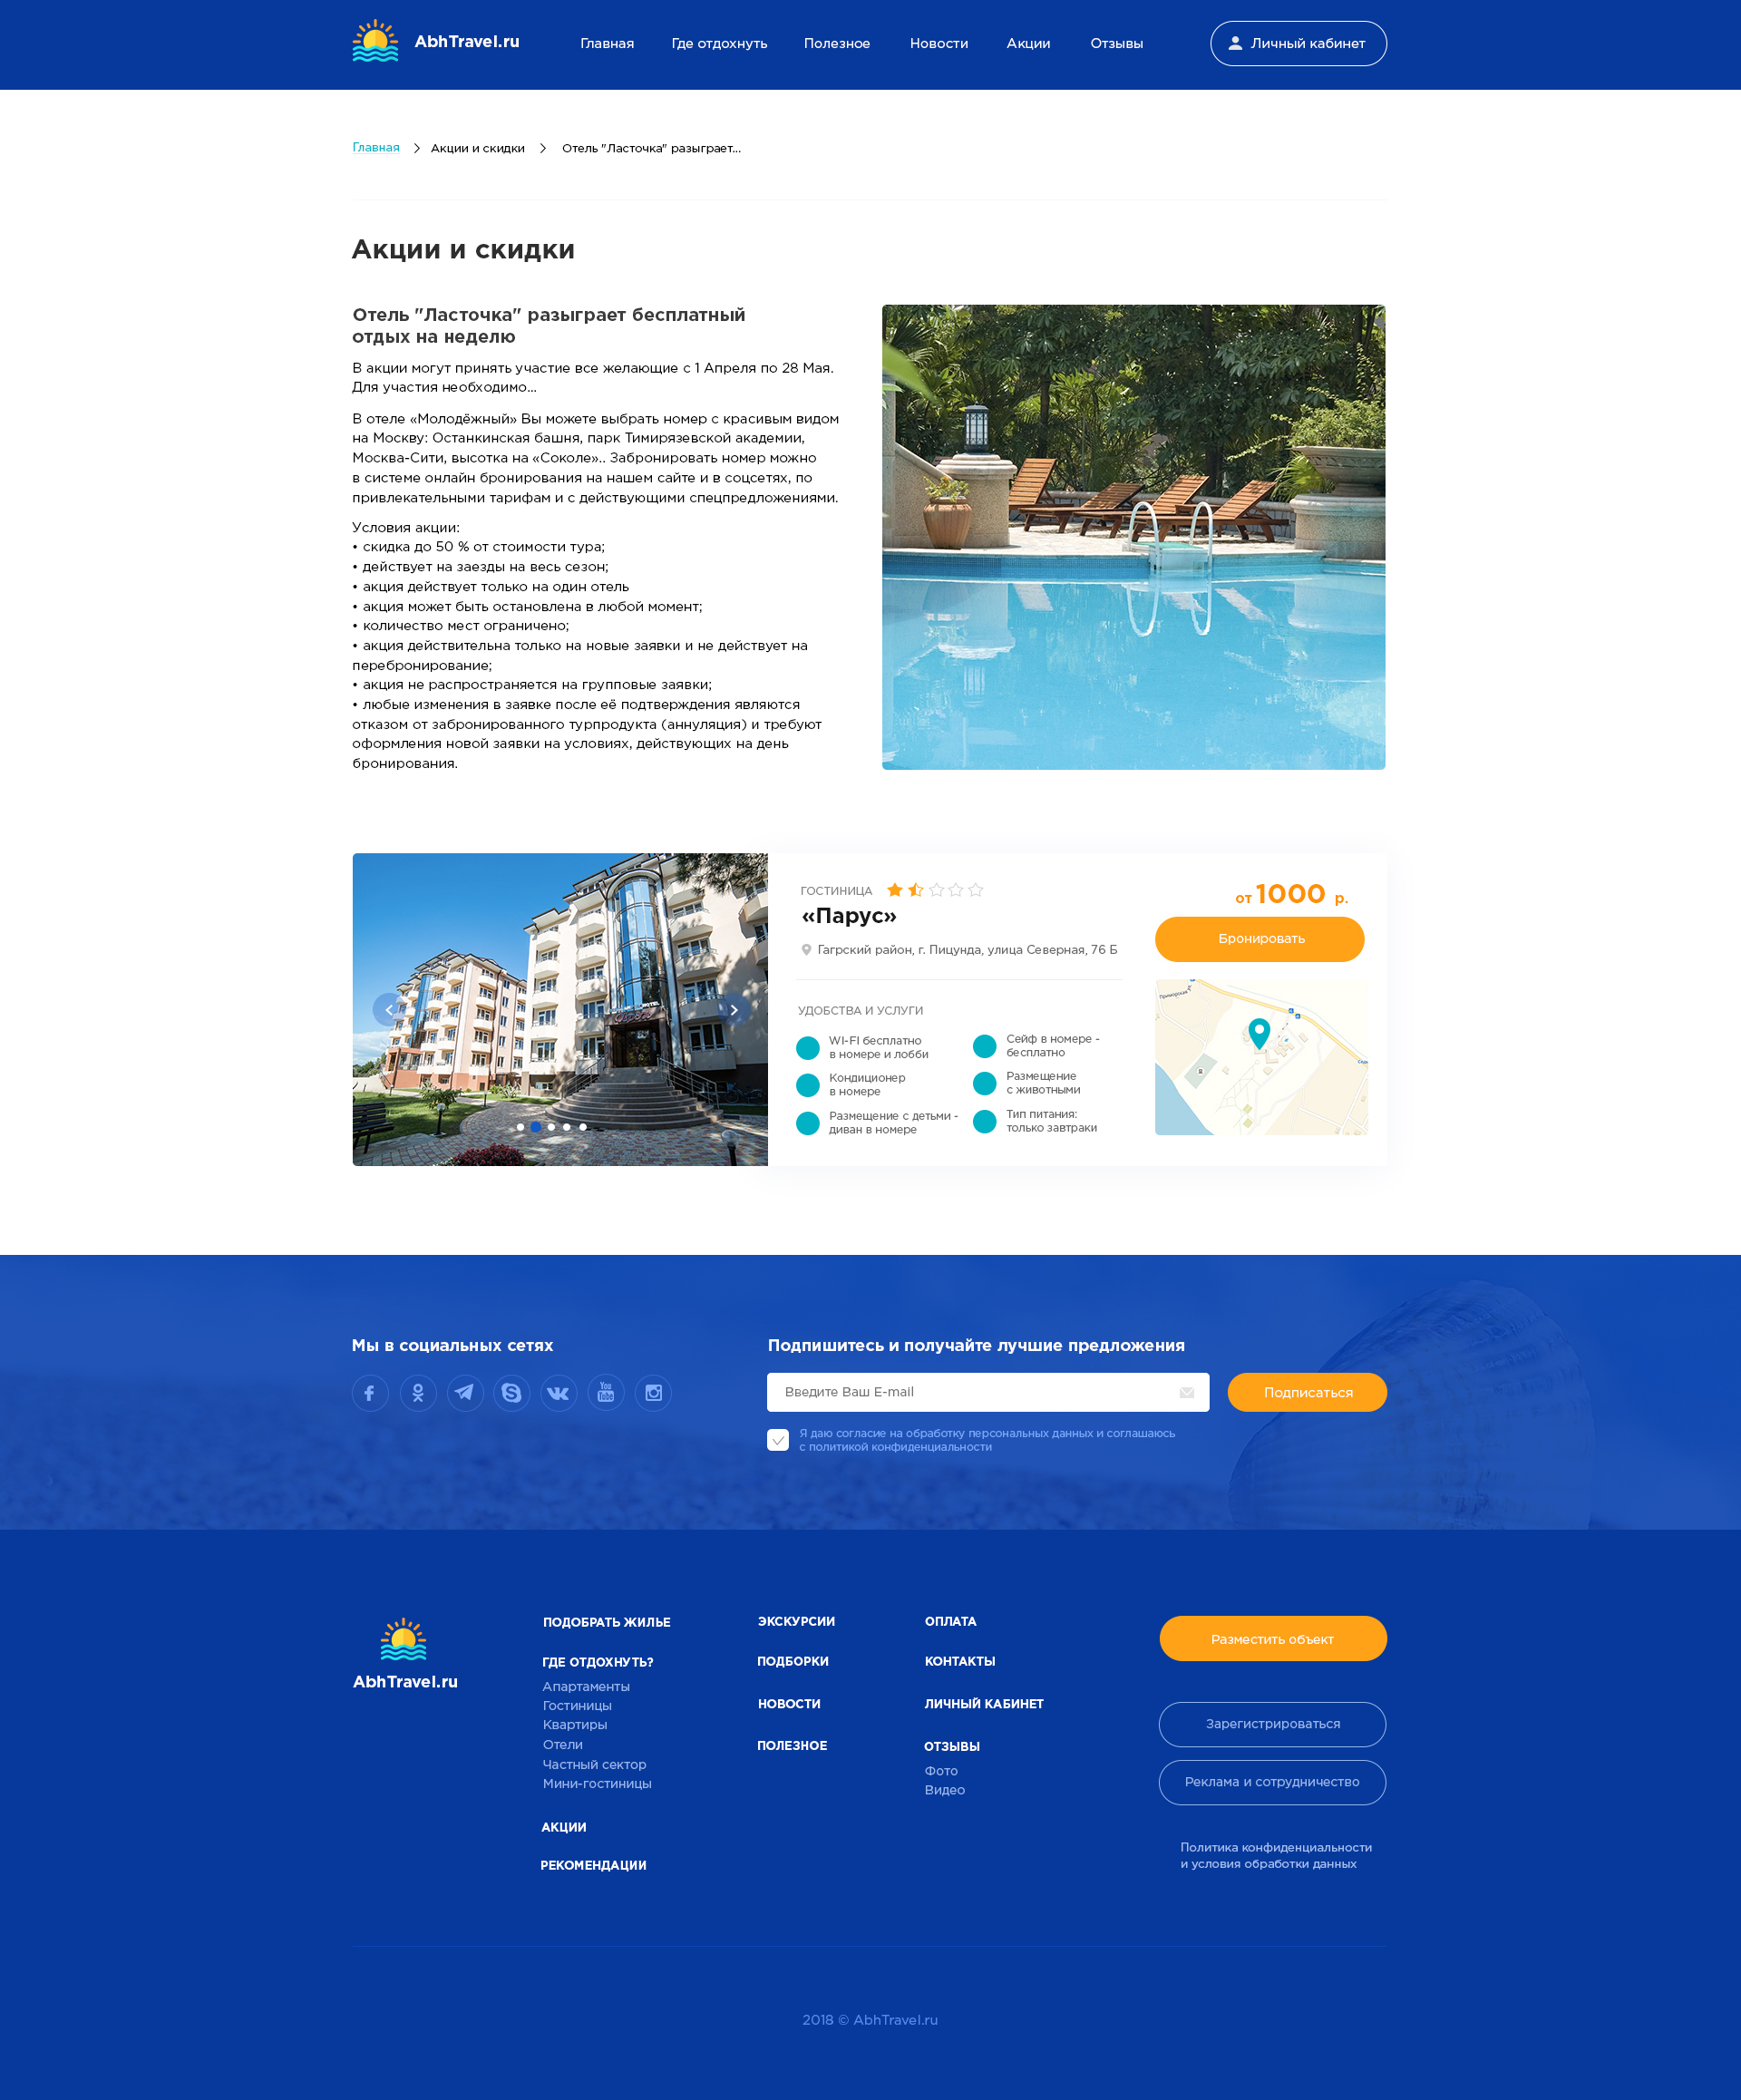 AbhTravel.ru
Главная
Где отдохнуть
Полезное
Новости
Акции
Отзывы
Личный кабинет
Главная
Акции и скидки
Отель "Ласточка" разыграет...
Акции и скидки
Отель "Ласточка" разыграет бесплатный
отдых на неделю
В акции могут принять участие все желающие с 1 Апреля по 28 Мая.
Для участия необходимо...
В отеле «Молодёжный» Вы можете выбрать номер с красивым видом
на Москву: Останкинская башня, парк Тимирязевской академии,
Москва-Сити, высотка на «Соколе».. Забронировать номер можно
в системе онлайн бронирования на нашем сайте и в соцсетях, по
привлекательными тарифам и с действующими спецпредложениями.
Условия акции:
• скидка до 50 % от стоимости тура;
• действует на заезды на весь сезон;
• акция действует только на один отель
• акция может быть остановлена в любой момент;
• количество мест ограничено;
• акция действительна только на новые заявки и не действует на
перебронирование;
• акция не распространяется на групповые заявки;
• любые изменения в заявке после её подтверждения являются
отказом от забронированного турпродукта (аннуляция) и требуют
оформления новой заявки на условиях, действующих на день
бронирования.
ГОСТИНИЦА
«Парус»
Гагрский район, г. Пицунда, улица Северная, 76 Б
от 1000 р.
Бронировать
УДОБСТВА И УСЛУГИ
WI-FI бесплатно
в номере и лобби
Кондиционер
в номере
Размещение с детьми -
диван в номере
Сейф в номере -
бесплатно
Размещение
с животными
Тип питания:
только завтраки
Приморская ул.
Мы в социальных сетях
You
Tube
Подпишитесь и получайте лучшие предложения
Введите Ваш E-mail
Подписаться
Я даю согласие на обработку персональных данных и соглашаюсь
с политикой конфиденциальности
AbhTravel.ru
ПОДОБРАТЬ ЖИЛЬЕ
ГДЕ ОТДОХНУТЬ?
Апартаменты
Гостиницы
Квартиры
Отели
Частный сектор
Мини-гостиницы
АКЦИИ
РЕКОМЕНДАЦИИ
ЭКСКУРСИИ
ПОДБОРКИ
НОВОСТИ
ПОЛЕЗНОЕ
ОПЛАТА
КОНТАКТЫ
ЛИЧНЫЙ КАБИНЕТ
ОТЗЫВЫ
Фото
Видео
Разместить объект
Зарегистрироваться
Реклама и сотрудничество
Политика конфиденциальности
и условия обработки данных
2018 © AbhTravel.ru